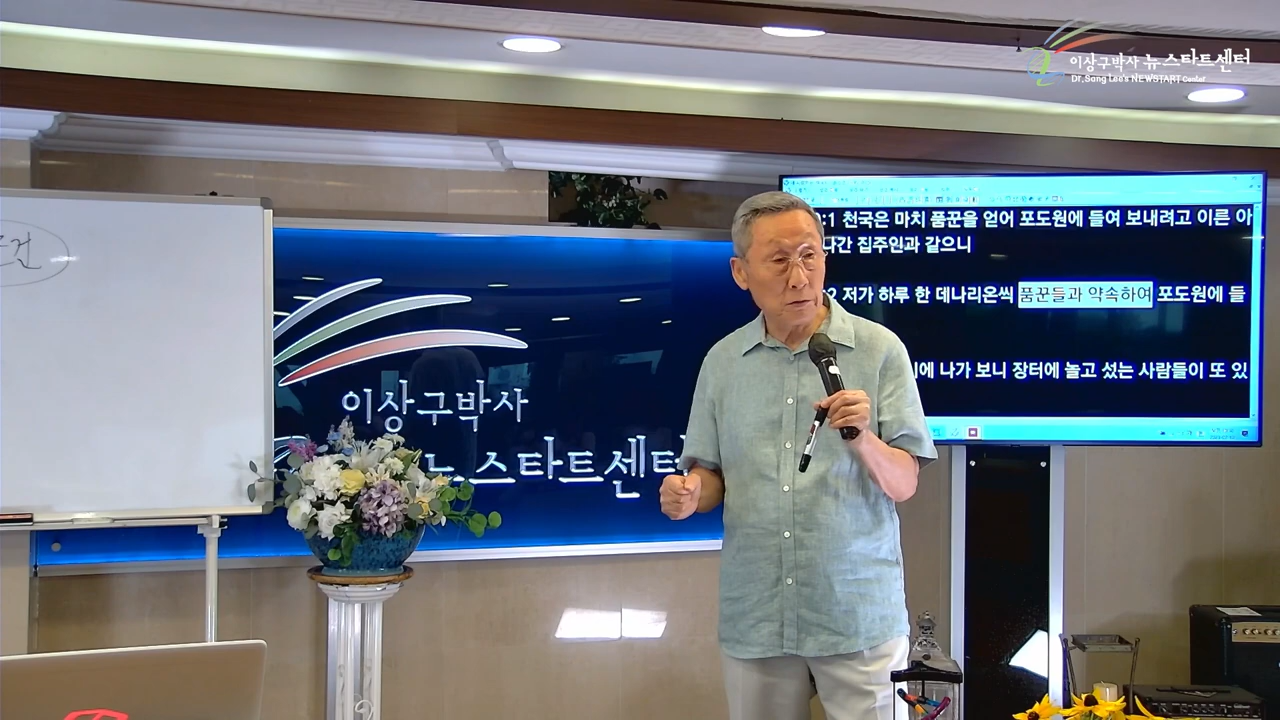 이상구박사 뉴스타트센터
Dr. Sang Lee's NEWSTART Center
:1 천국은 마치 품꾼을 얻어 포도원에 들여 보내려고 이른 아
나간 집주인과 같으니
2 저가 하루 한 데나리온씩 품꾼들과 약속하여 포도원에 들
에 나가 보니 장터에 놀고 섰는 사람들이 또 있
건
이상구박사
뉴스타트센터